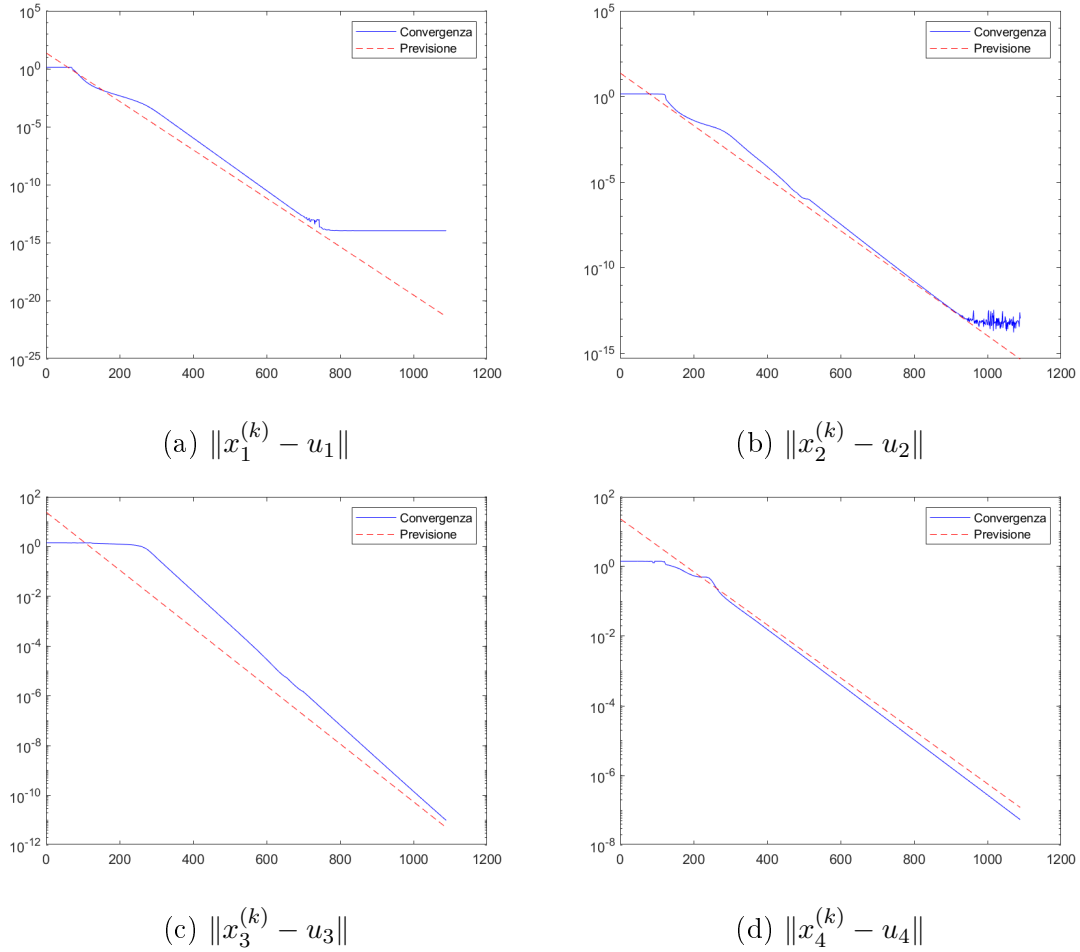 10^5
10^0
10^-5
10^-10
10^-15
10^-20
10^-25
0 200 400 600 800 1000 1200
Convergenza
Previsione
(a) ‖x_1^(k) − u_1‖
10^5
10^0
10^-5
10^-10
10^-15
0 200 400 600 800 1000 1200
Convergenza
Previsione
(b) ‖x_2^(k) − u_2‖
10^2
10^0
10^-2
10^-4
10^-6
10^-8
10^-10
10^-12
0 200 400 600 800 1000 1200
Convergenza
Previsione
(c) ‖x_3^(k) − u_3‖
10^2
10^0
10^-2
10^-4
10^-6
10^-8
0 200 400 600 800 1000 1200
Convergenza
Previsione
(d) ‖x_4^(k) − u_4‖